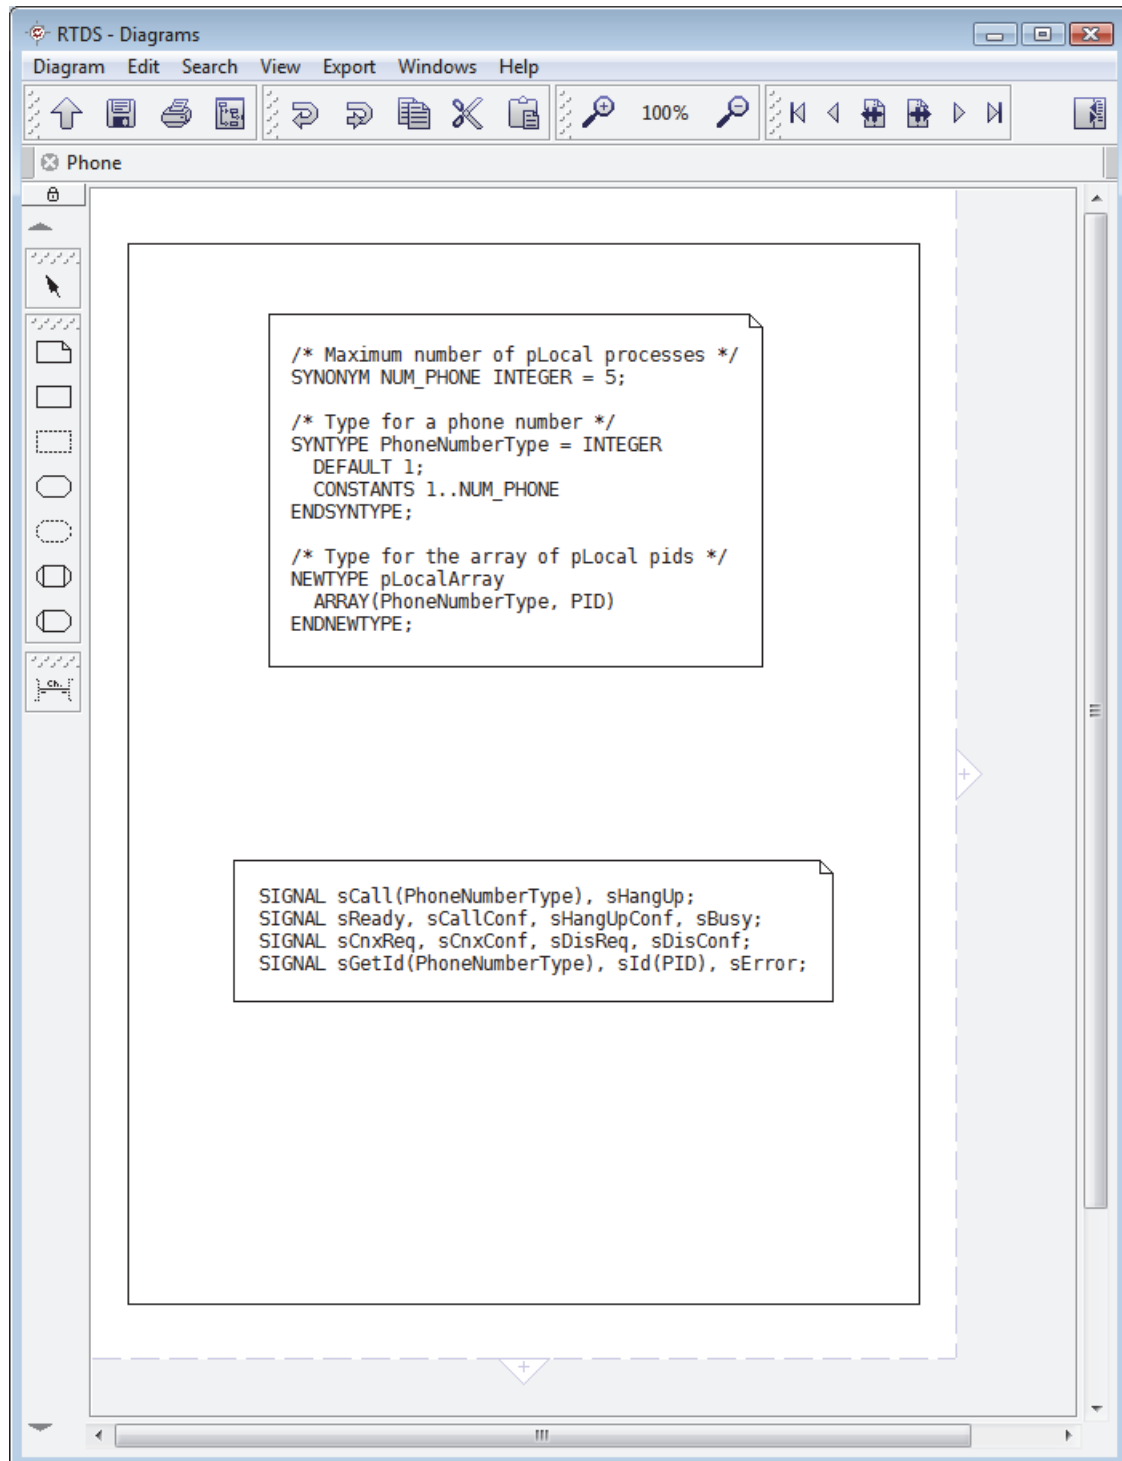 RTDS - Diagrams
Diagram Edit Search View Export Windows Help
100%
Phone
/* Maximum number of pLocal processes */
SYNONYM NUM_PHONE INTEGER = 5;
/* Type for a phone number */
SYNTYPE PhoneNumberType = INTEGER
DEFAULT 1;
CONSTANTS 1..NUM_PHONE
ENDSYNTYPE;
/* Type for the array of pLocal pids */
NEWTYPE pLocalArray
ARRAY(PhoneNumberType, PID)
ENDNEWTYPE;
Ch.
SIGNAL sCall(PhoneNumberType), sHangUp;
SIGNAL sReady, sCallConf, sHangUpConf, sBusy;
SIGNAL sCnxReq, sCnxConf, sDisReq, sDisConf;
SIGNAL sGetId(PhoneNumberType), sId(PID), sError;